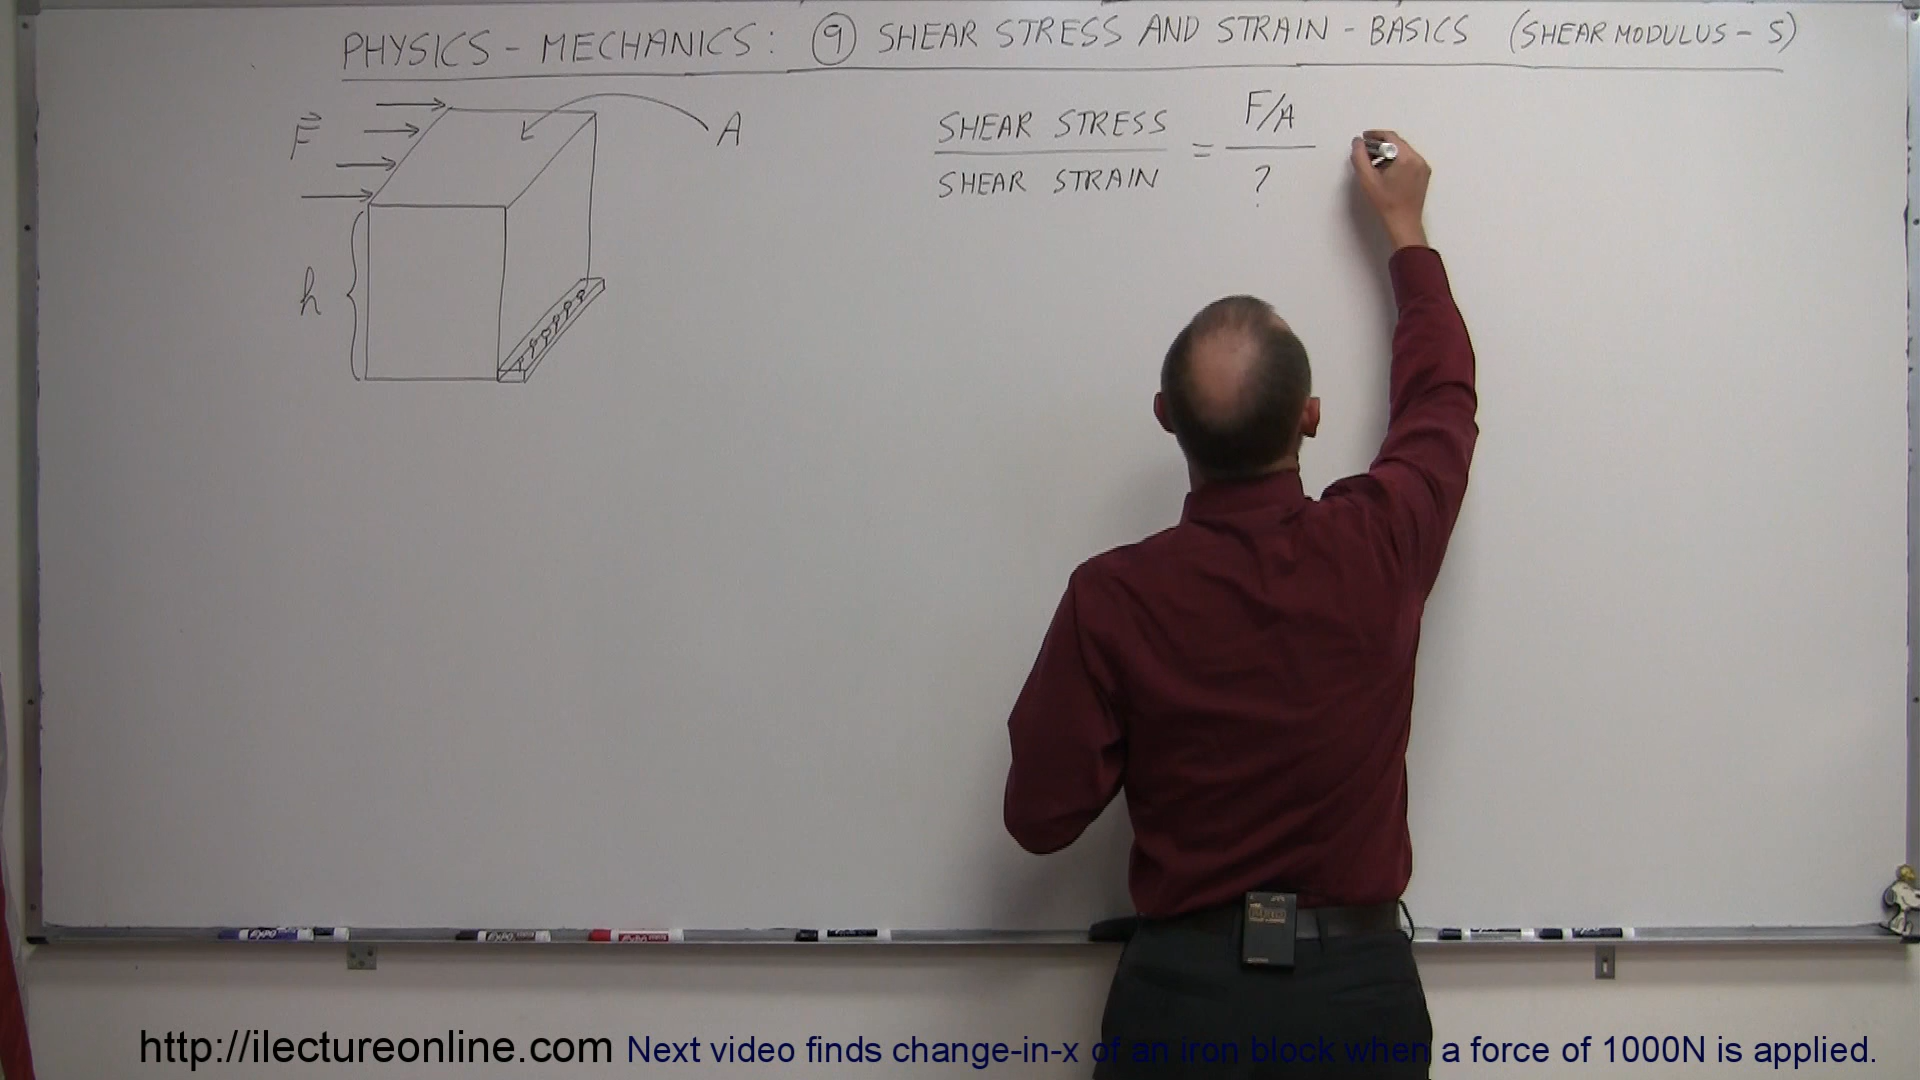 PHYSICS - MECHANICS: ⑨ SHEAR STRESS AND STRAIN - BASICS (SHEAR MODULUS - S)
F
A
h
SHEAR STRESS
SHEAR STRAIN
=
F/A
?
http://ilectureonline.com Next video finds change-in-x of an iron block when a force of 1000N is applied.